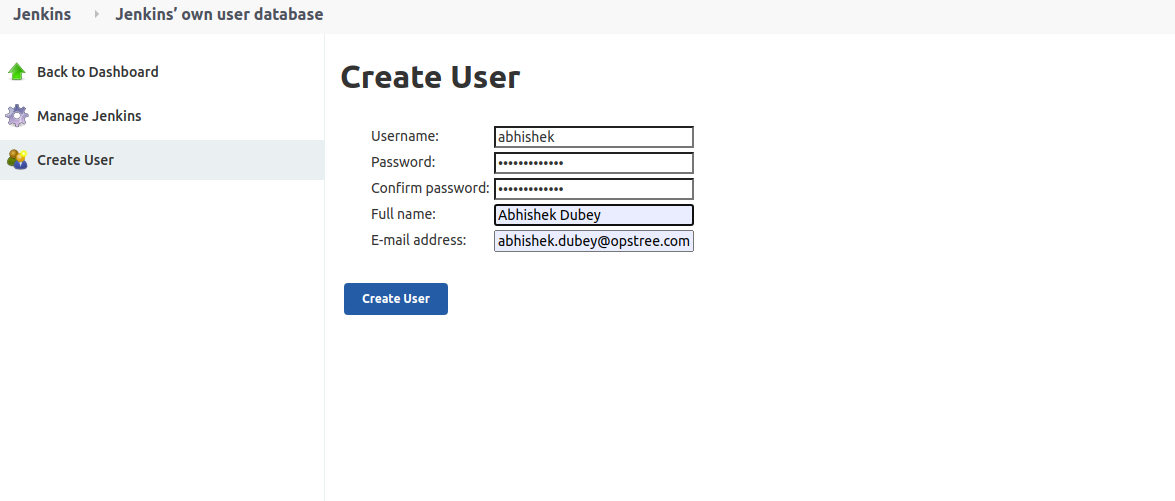 Jenkins Jenkins’ own user database
Back to Dashboard
Manage Jenkins
Create User
Create User
Username: abhishek
Password: •••••••••••••
Confirm password: •••••••••••••
Full name: Abhishek Dubey
E-mail address: abhishek.dubey@opstree.com
Create User